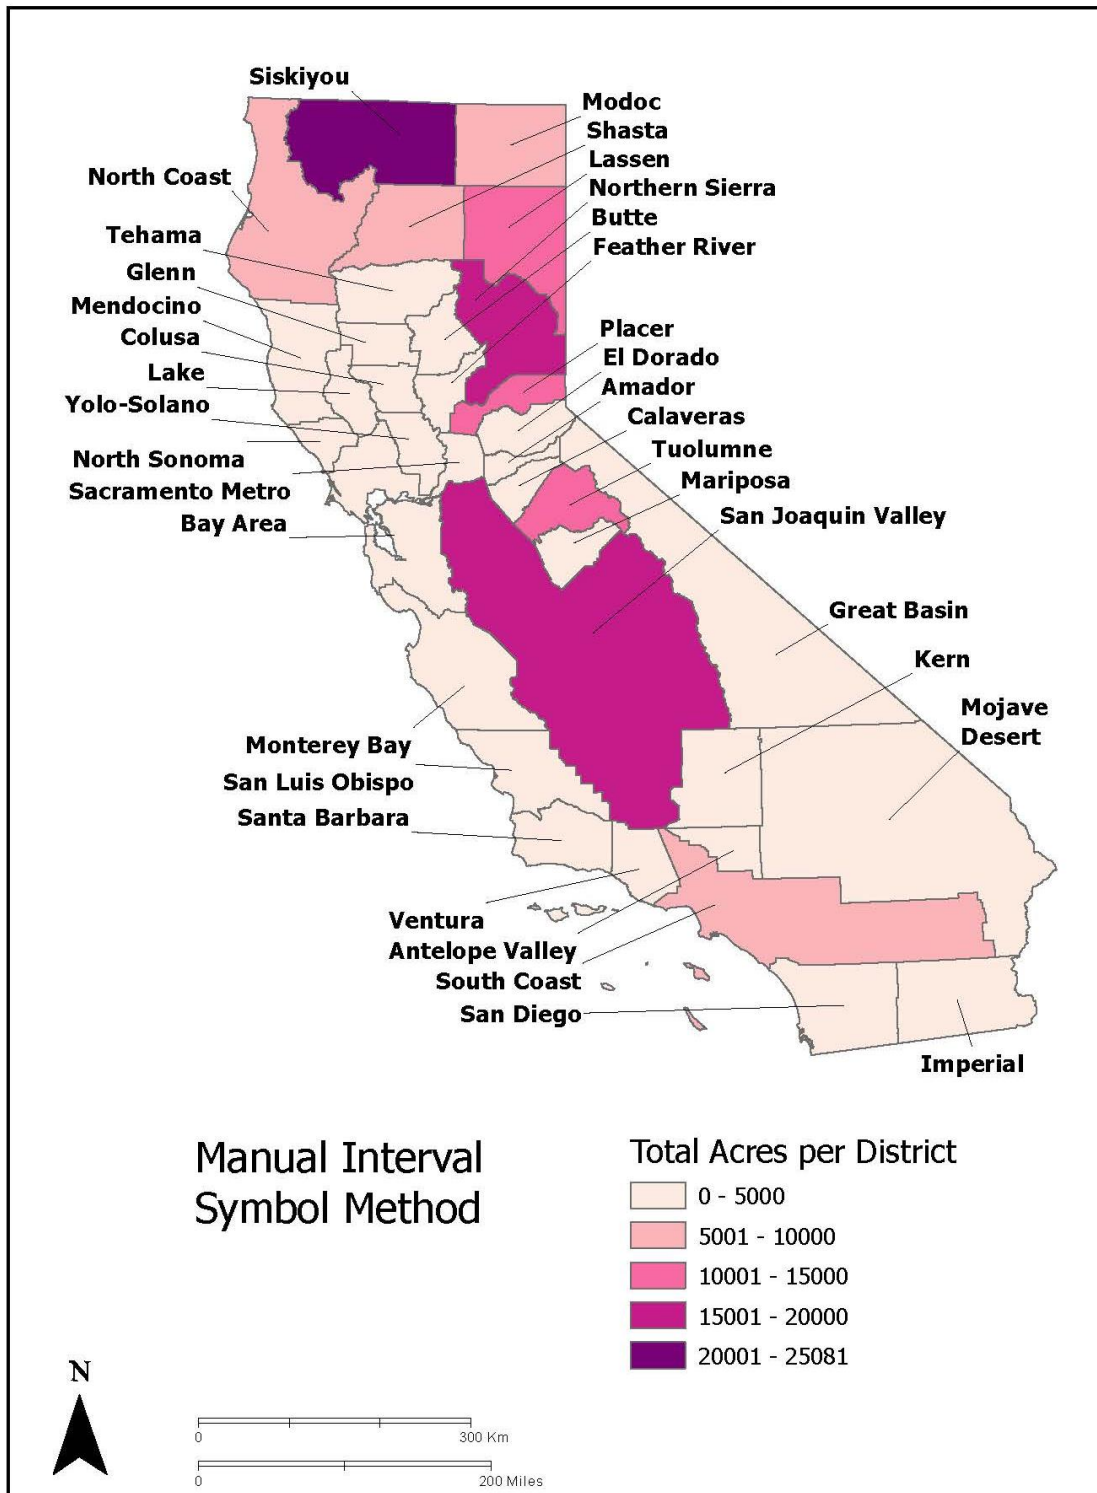 Siskiyou
Modoc
Shasta
Lassen
North Coast
Northern Sierra
Butte
Tehama
Feather River
Glenn
Mendocino
Placer
Colusa
El Dorado
Lake
Amador
Yolo-Solano
Calaveras
Tuolumne
North Sonoma
Mariposa
Sacramento Metro
San Joaquin Valley
Bay Area
Great Basin
Kern
Mojave
Desert
Monterey Bay
San Luis Obispo
Santa Barbara
Ventura
Antelope Valley
South Coast
San Diego
Imperial
Manual Interval
Symbol Method
Total Acres per District
0 - 5000
5001 - 10000
10001 - 15000
15001 - 20000
20001 - 25081
N
0 300 Km
0 200 Miles